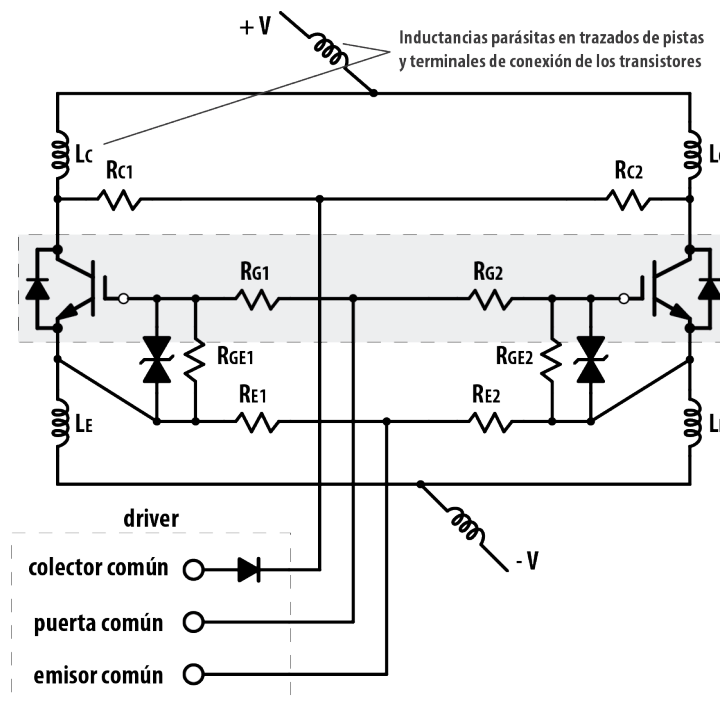 + V
Inductancias parásitas en trazados de pistas
y terminales de conexión de los transistores
LC
RC1
RC2
RG1
RG2
RGE1
RGE2
RE1
RE2
LE
driver
- V
colector común
puerta común
emisor común